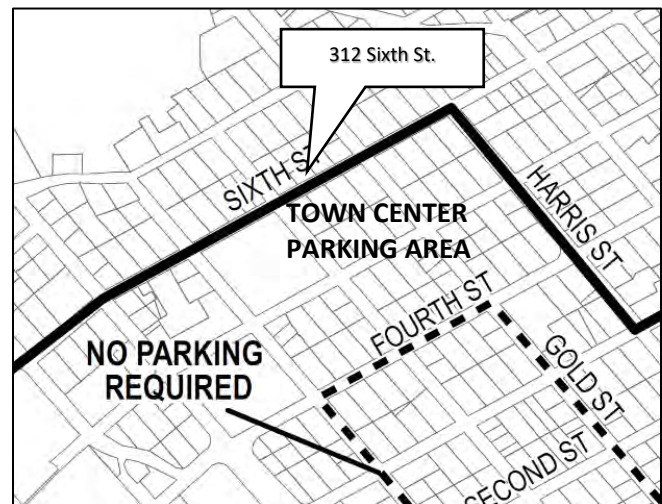 312 Sixth St.
SIXTH ST
TOWN CENTER
PARKING AREA
HARRIS ST
FOURTH ST
NO PARKING
REQUIRED
GOLD ST
SECOND ST